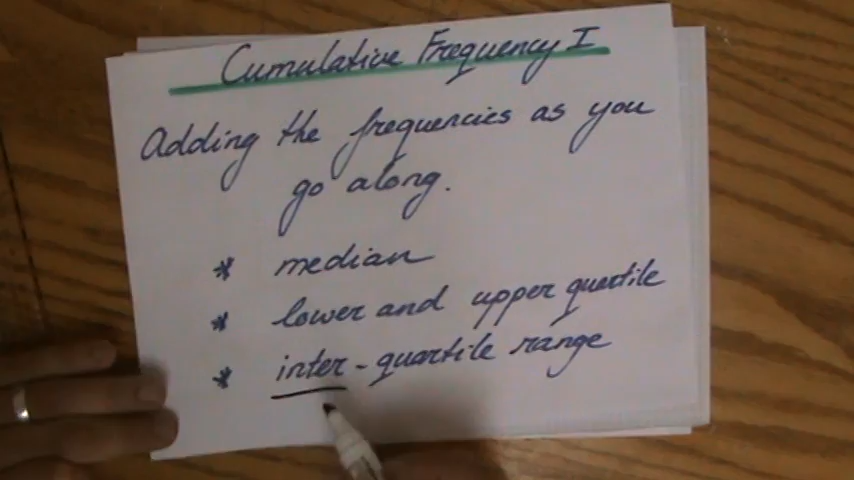 Cumulative Frequency I
Adding the frequencies as you
go along.
* median
* lower and upper quartile
* inter-quartile range